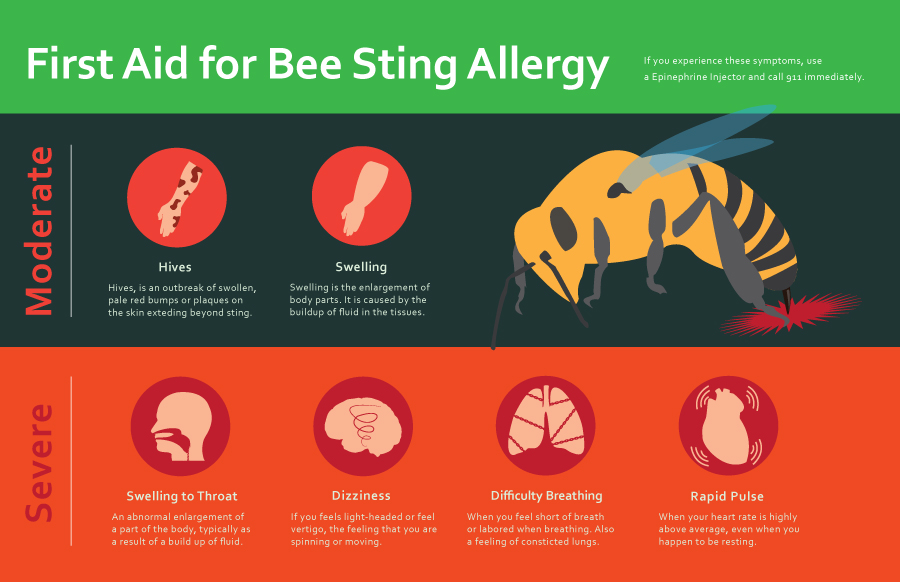 First Aid for Bee Sting Allergy
If you experience these symptoms, use
a Epinephrine Injector and call 911 immediately.
Moderate
Hives
Hives, is an outbreak of swollen,
pale red bumps or plaques on
the skin exteding beyond sting.
Swelling
Swelling is the enlargement of
body parts. It is caused by the
buildup of fluid in the tissues.
Severe
Swelling to Throat
An abnormal enlargement of
a part of the body, typically as
a result of a build up of fluid.
Dizziness
If you feels light-headed or feel
vertigo, the feeling that you are
spinning or moving.
Difficulty Breathing
When you feel short of breath
or labored when breathing. Also
a feeling of consticted lungs.
Rapid Pulse
When your heart rate is highly
above average, even when you
happen to be resting.